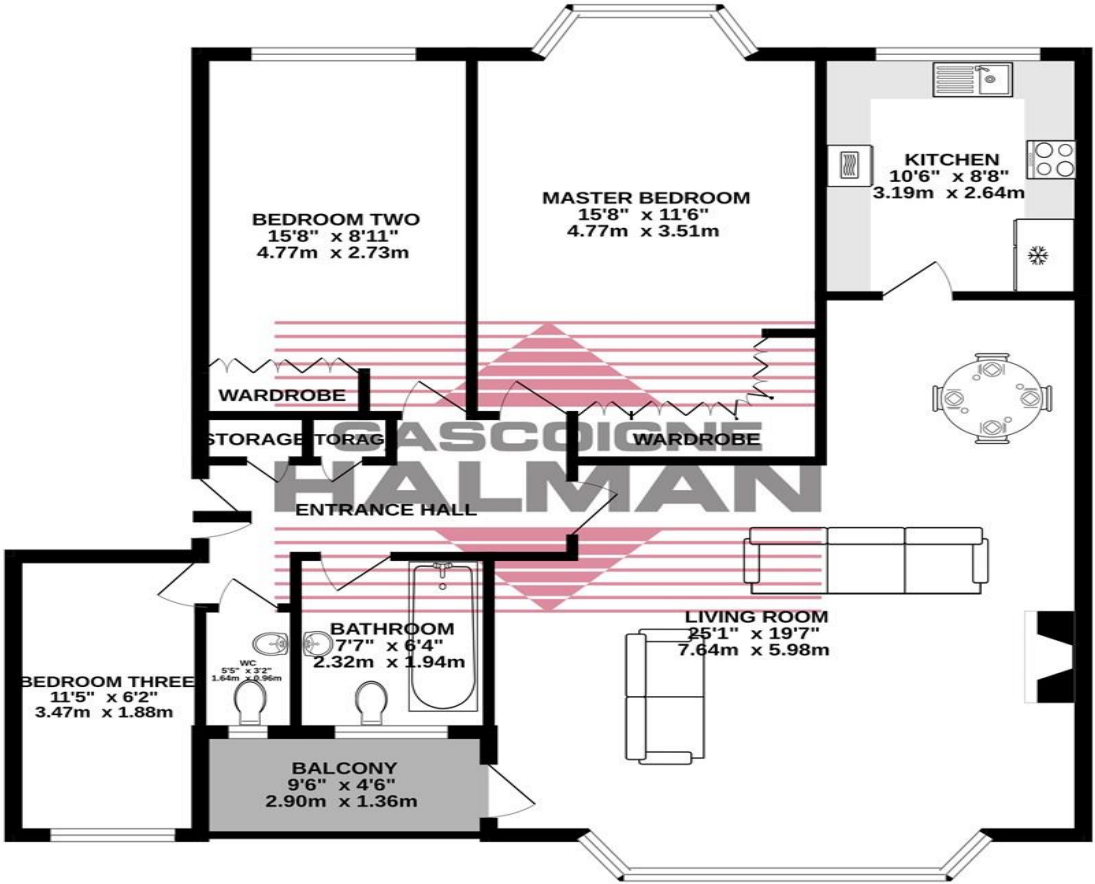 BEDROOM TWO
15'8" x 8'11"
4.77m x 2.73m
MASTER BEDROOM
15'8" x 11'6"
4.77m x 3.51m
KITCHEN
10'6" x 8'8"
3.19m x 2.64m
WARDROBE
WARDROBE
STORAGE
TORAG
GASCOIGNE
HALMAN
ENTRANCE HALL
LIVING ROOM
25'1" x 19'7"
7.64m x 5.98m
BATHROOM
7'7" x 6'4"
2.32m x 1.94m
WC
5'5" x 3'2"
1.64m x 0.96m
BEDROOM THREE
11'5" x 6'2"
3.47m x 1.88m
BALCONY
9'6" x 4'6"
2.90m x 1.36m